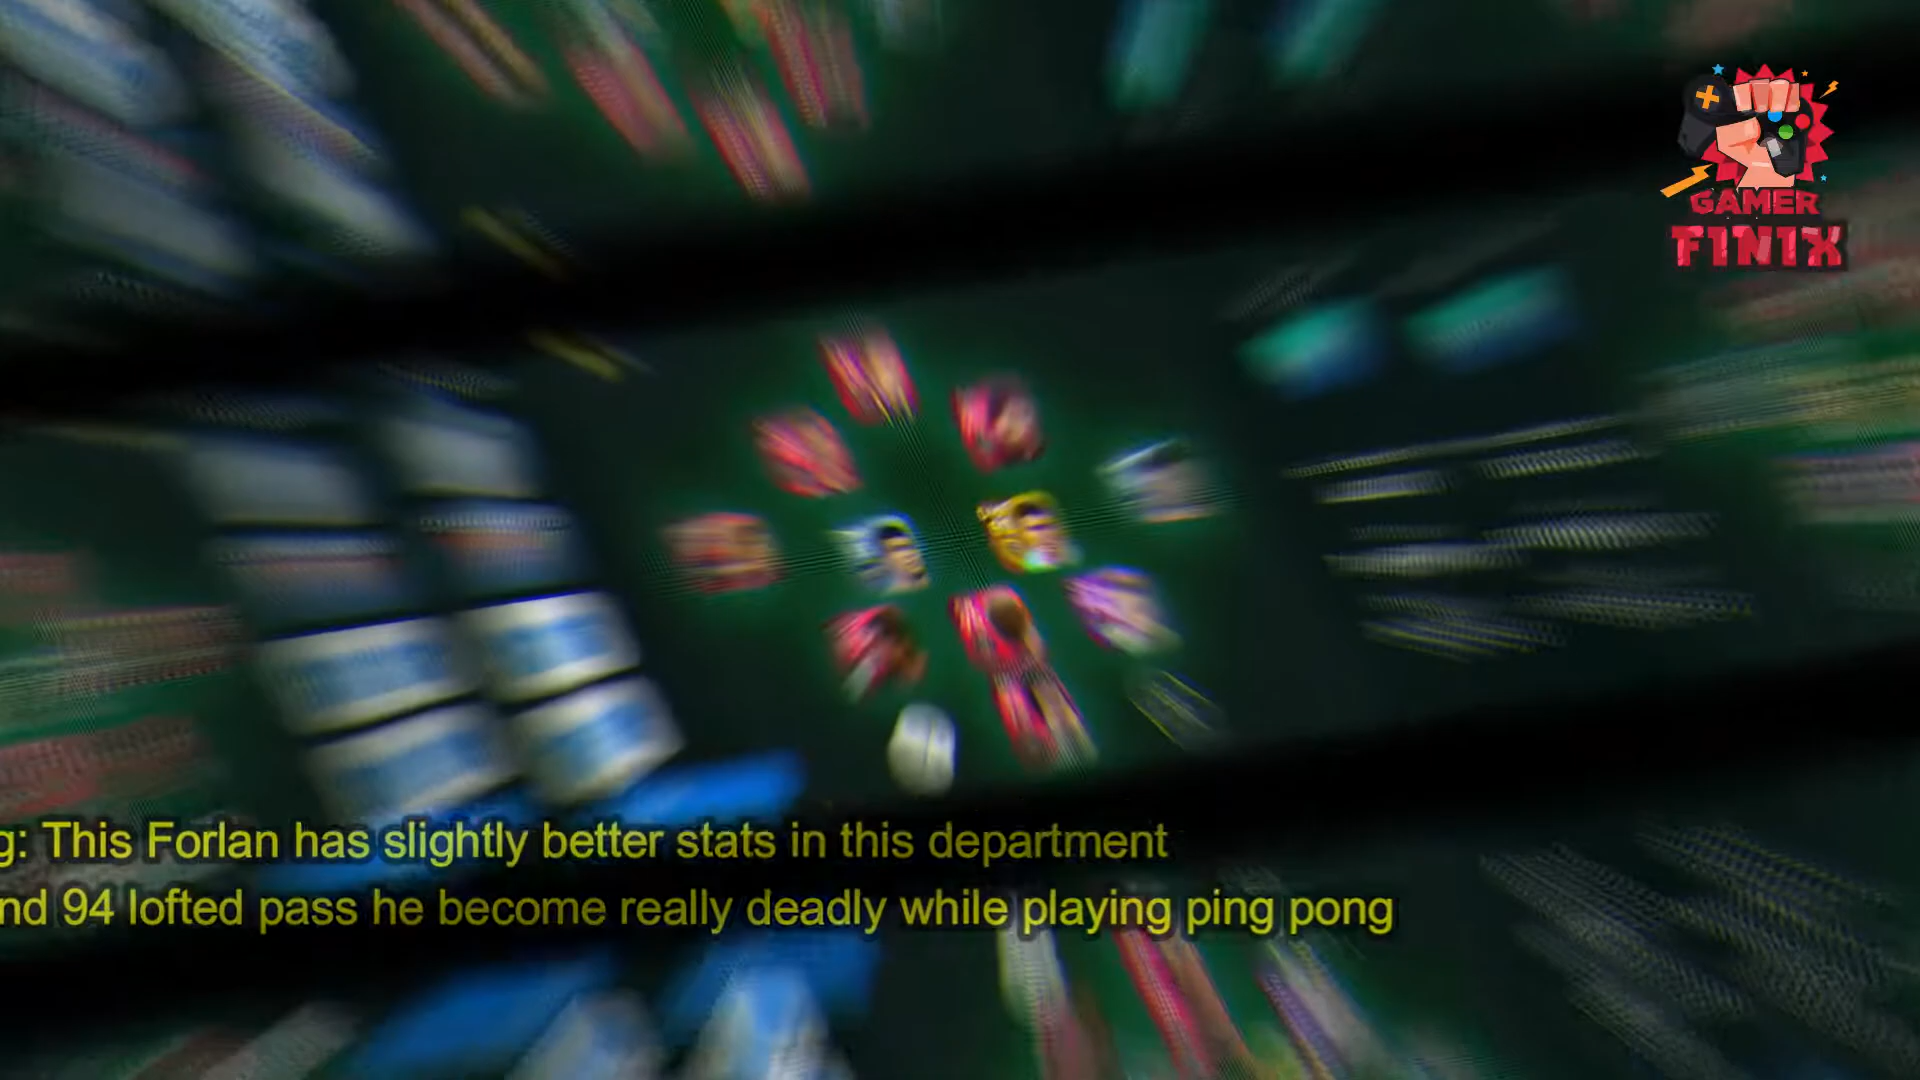 GAMER
F1N1X
g: This Forlan has slightly better stats in this department
nd 94 lofted pass he become really deadly while playing ping pong